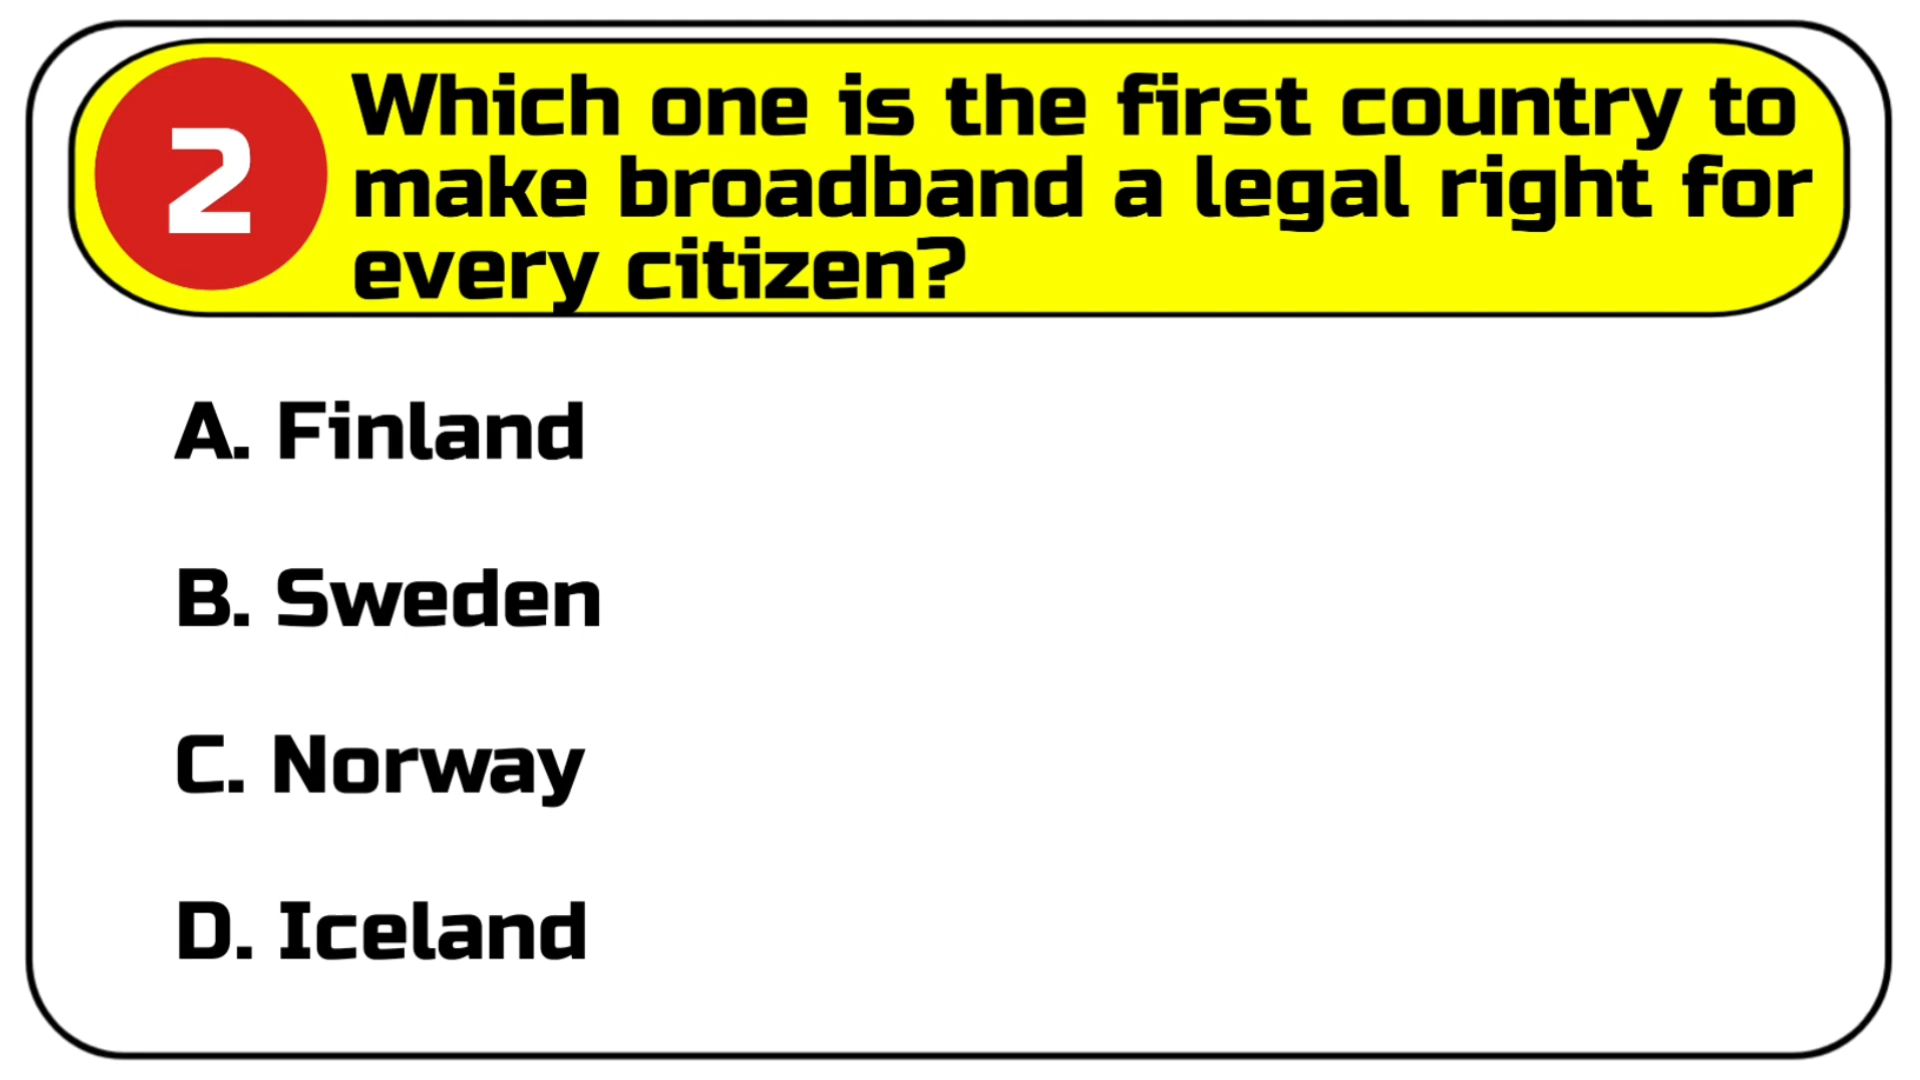 2
Which one is the first country to
make broadband a legal right for
every citizen?
A. Finland
B. Sweden
C. Norway
D. Iceland